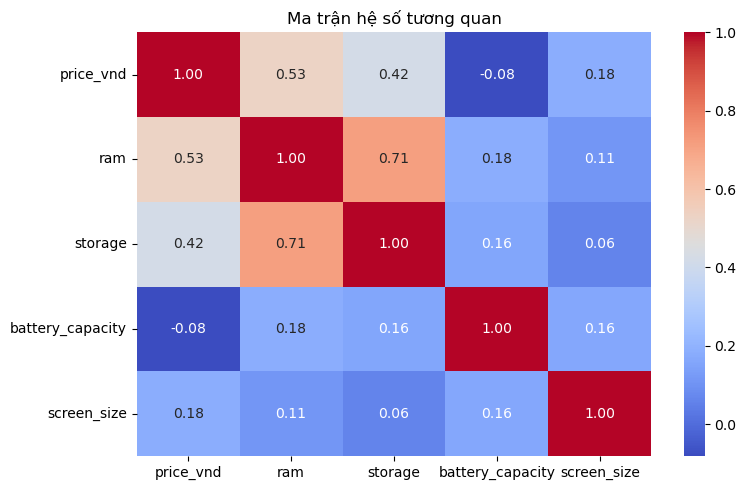 Ma trận hệ số tương quan
price_vnd 1.00 0.53 0.42 -0.08 0.18
ram 0.53 1.00 0.71 0.18 0.11
storage 0.42 0.71 1.00 0.16 0.06
battery_capacity -0.08 0.18 0.16 1.00 0.16
screen_size 0.18 0.11 0.06 0.16 1.00
price_vnd ram storage battery_capacity screen_size
1.0
0.8
0.6
0.4
0.2
0.0